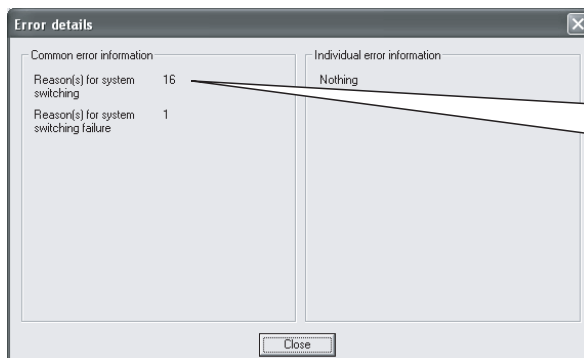 Error details
Common error information
Reason(s) for system
switching
16
Reason(s) for system
switching failure
1
Individual error information
Nothing
Close